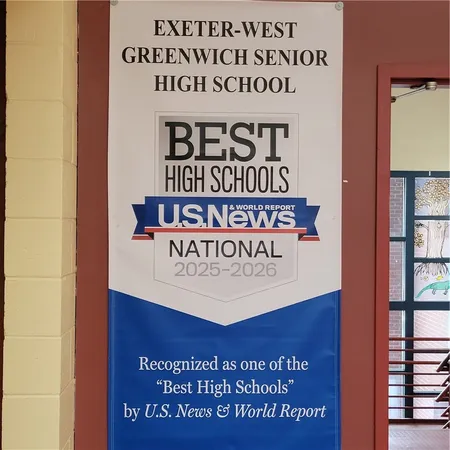 EXETER-WEST
GREENWICH SENIOR
HIGH SCHOOL
BEST
HIGH SCHOOLS
U.S.News
& WORLD REPORT
NATIONAL
2025-2026
Recognized as one of the
“Best High Schools”
by U.S. News & World Report